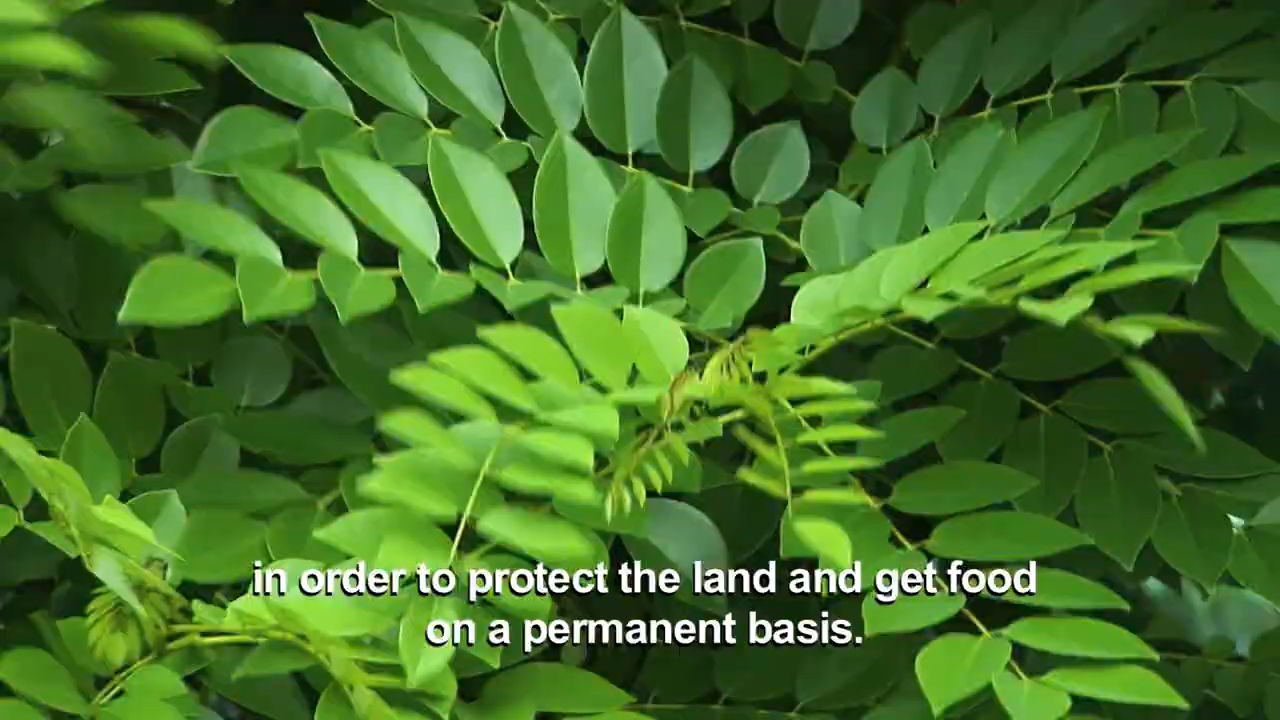 in order to protect the land and get food
on a permanent basis.